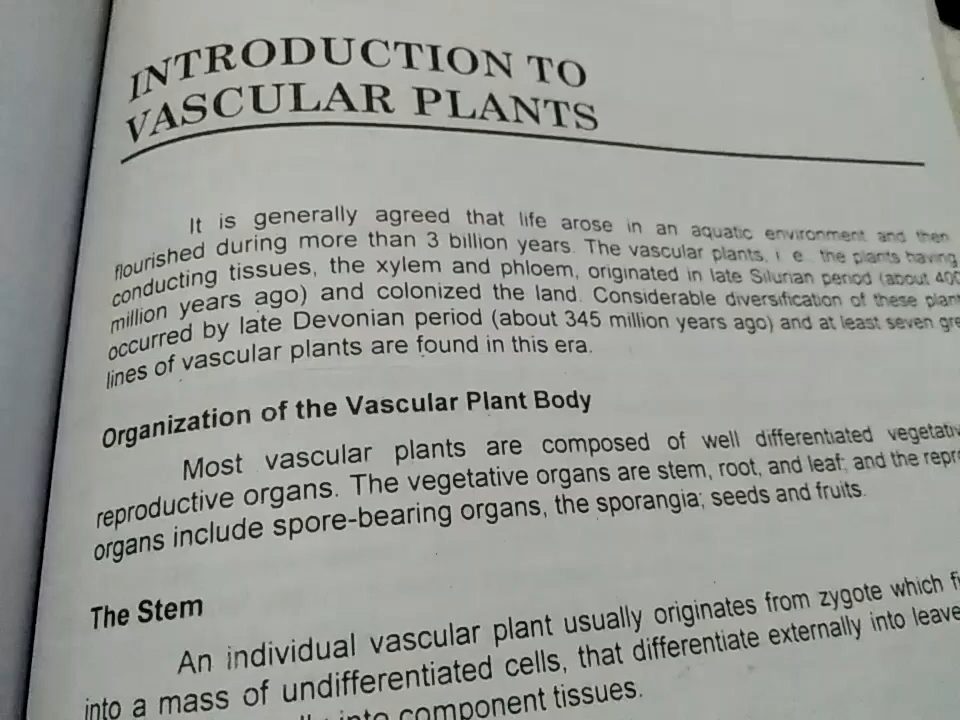 INTRODUCTION TO
VASCULAR PLANTS
It is generally agreed that life arose in an aquatic environment and then
flourished during more than 3 billion years. The vascular plants, i. e. the plants having
conducting tissues, the xylem and phloem, originated in late Silurian period (about 400
million years ago) and colonized the land. Considerable diversification of these
occurred by late Devonian period (about 345 million years ago) and at least seven
lines of vascular plants are found in this era.
Organization of the Vascular Plant Body
Most vascular plants are composed of well differentiated
reproductive organs. The vegetative organs are stem, root, and leaf; and the
organs include spore-bearing organs, the sporangia; seeds and fruits.
The Stem
An individual vascular plant usually originates from zygote which
into a mass of undifferentiated cells, that differentiate externally into
into component tissues.